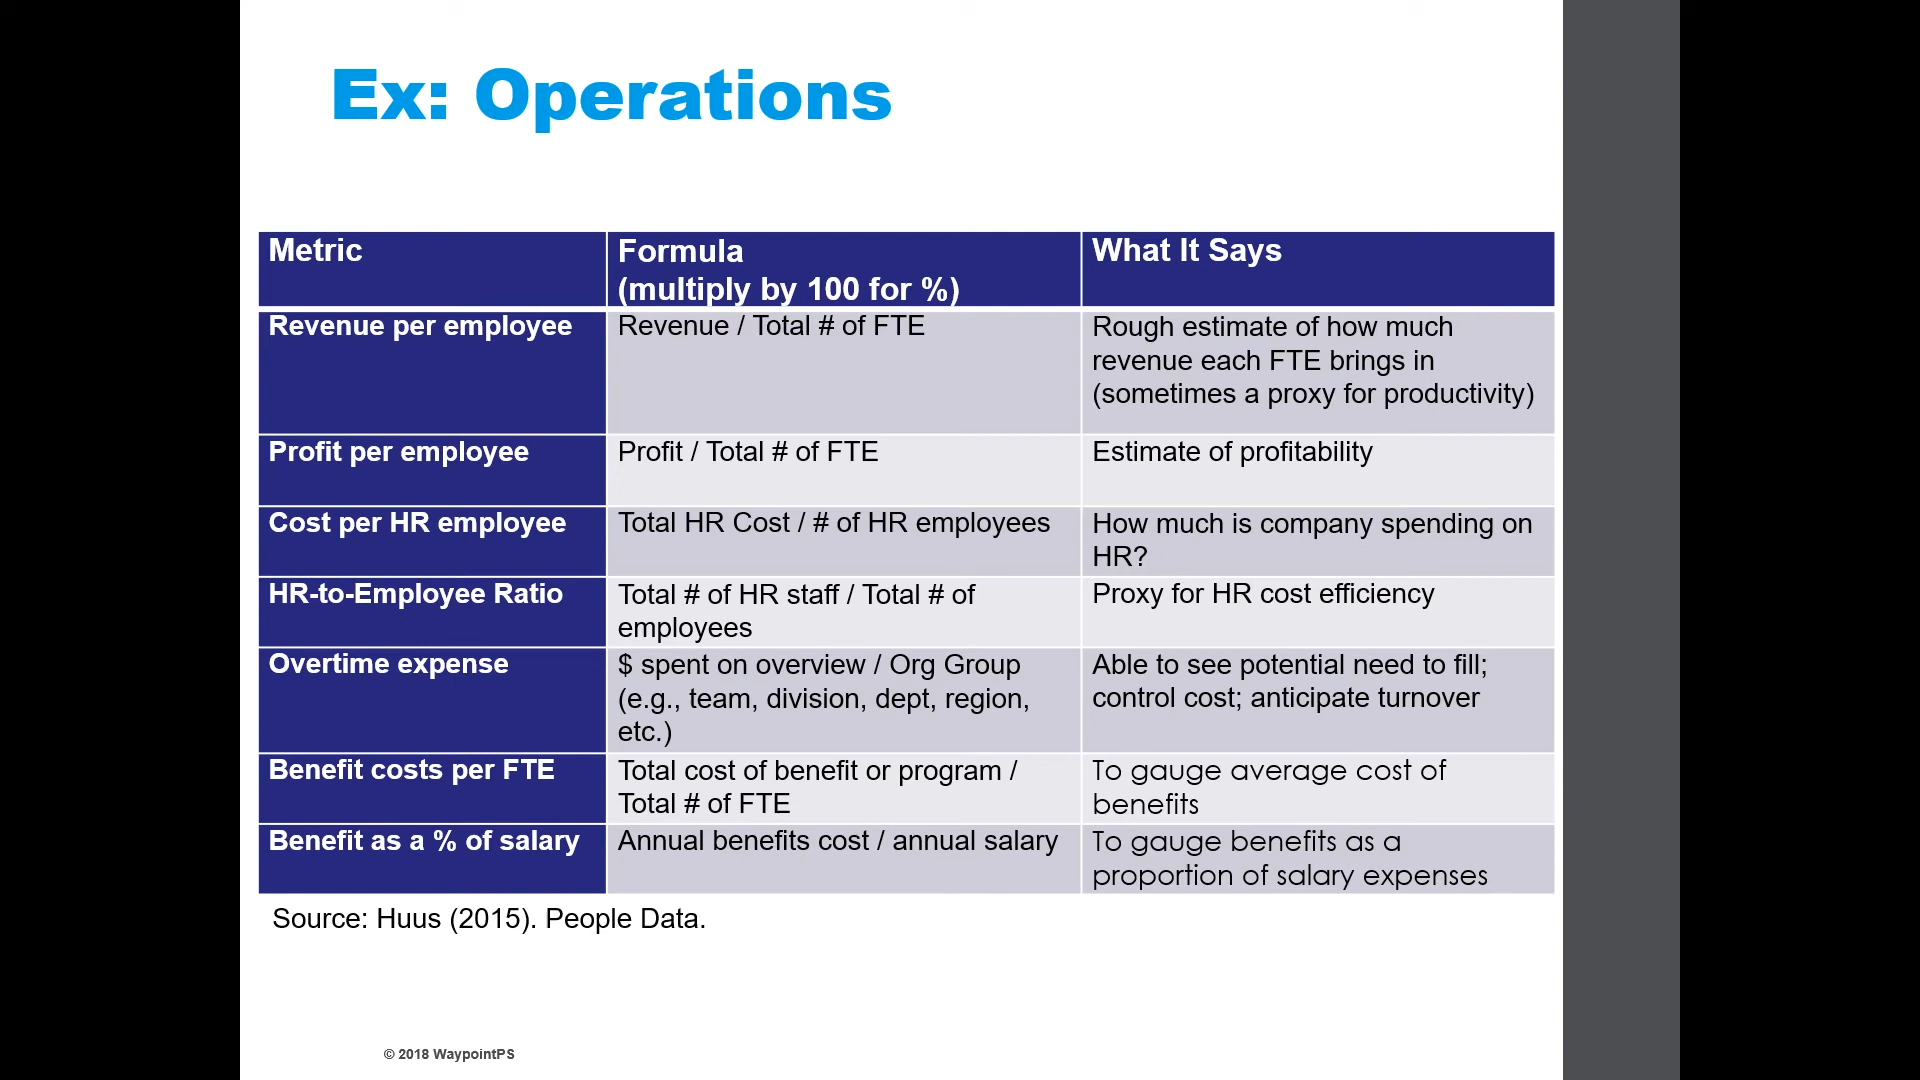 Ex: Operations
Metric
Formula
(multiply by 100 for %)
What It Says
Revenue per employee
Revenue / Total # of FTE
Rough estimate of how much
revenue each FTE brings in
(sometimes a proxy for productivity)
Profit per employee
Profit / Total # of FTE
Estimate of profitability
Cost per HR employee
Total HR Cost / # of HR employees
How much is company spending on
HR?
HR-to-Employee Ratio
Total # of HR staff / Total # of
employees
Proxy for HR cost efficiency
Overtime expense
$ spent on overview / Org Group
(e.g., team, division, dept, region,
etc.)
Able to see potential need to fill;
control cost; anticipate turnover
Benefit costs per FTE
Total cost of benefit or program /
Total # of FTE
To gauge average cost of
benefits
Benefit as a % of salary
Annual benefits cost / annual salary
To gauge benefits as a
proportion of salary expenses
Source: Huus (2015). People Data.
© 2018 WaypointPS